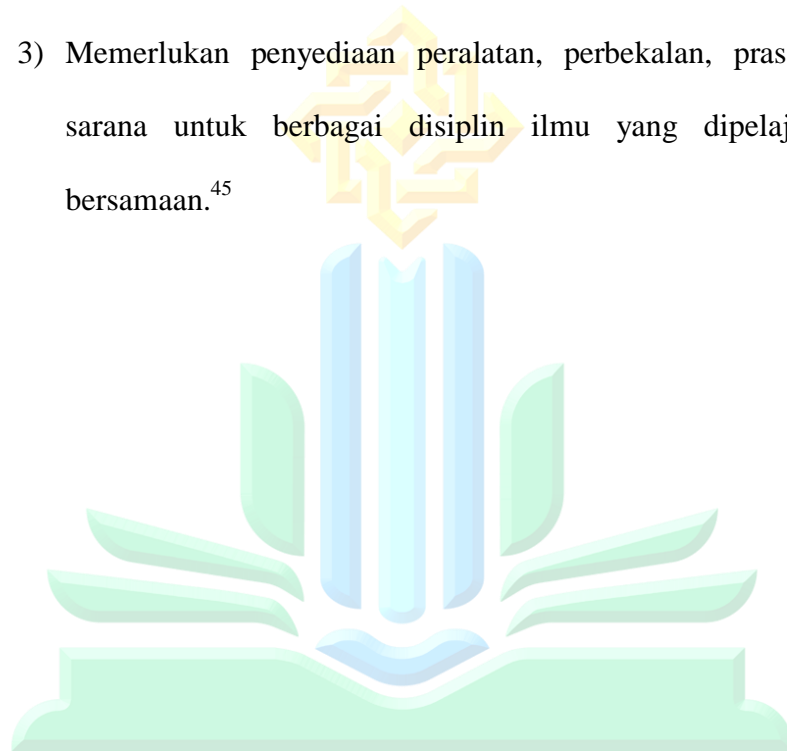 3) Memerlukan penyediaan peralatan, perbekalan, pras
sarana untuk berbagai disiplin ilmu yang dipelaj
bersamaan.45